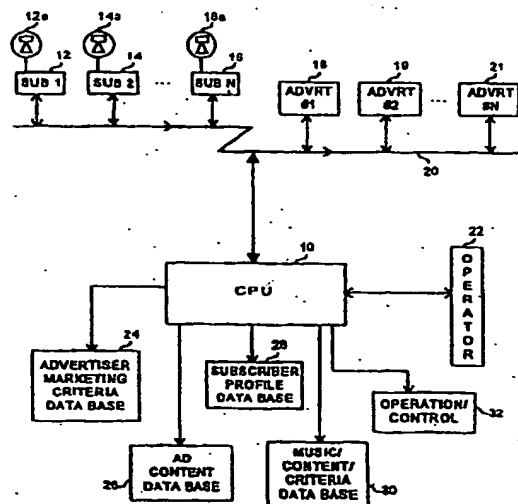 12a 14a 16a
12 14 16
SUB 1 SUB 2 ... SUB N
18 19 21
ADVRT #1 ADVRT #2 ... ADVRT #N
20
10
CPU
22
OPERATOR
24
ADVERTISER
MARKETING
CRITERIA
DATA BASE
28
SUBSCRIBER
PROFILE
DATA BASE
OPERATION/
CONTROL
32
AD
CONTENT
DATA BASE
26
MUSIC/
CONTENT/
CRITERIA
DATA BASE
30